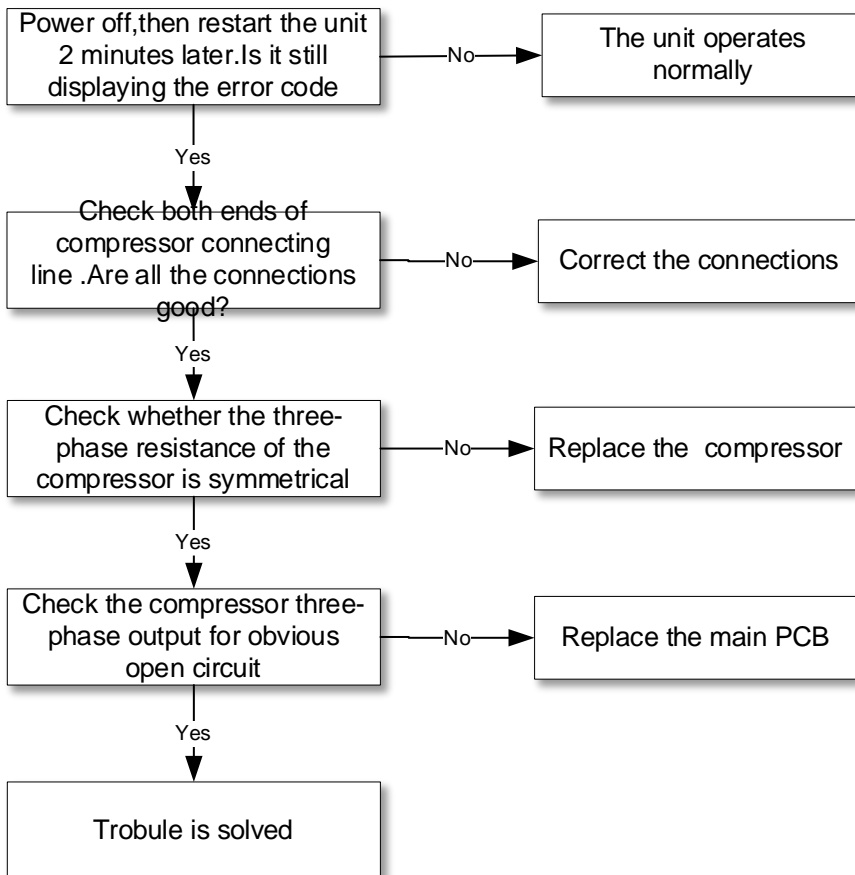 Power off,then restart the unit
2 minutes later.Is it still
displaying the error code
No
The unit operates
normally
Yes
Check both ends of
compressor connecting
line .Are all the connections
good?
No
Correct the connections
Yes
Check whether the three-
phase resistance of the
compressor is symmetrical
No
Replace the  compressor
Yes
Check the compressor three-
phase output for obvious
open circuit
No
Replace the main PCB
Yes
Trobule is solved